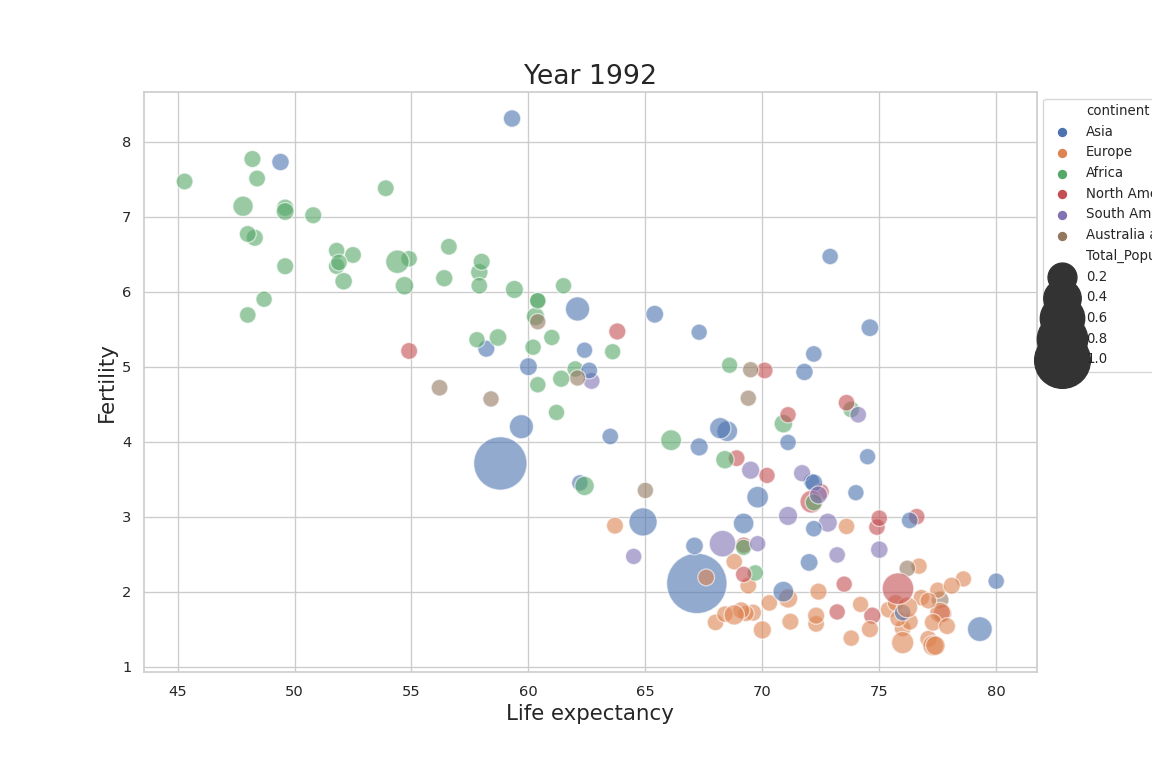 Year 1992
Fertility
8
7
6
5
4
3
2
1
45
50
55
60
65
70
75
80
Life expectancy
continent
Asia
Europe
Africa
North Ame
South Am
Australia a
Total_Popu
0.2
0.4
0.6
0.8
1.0